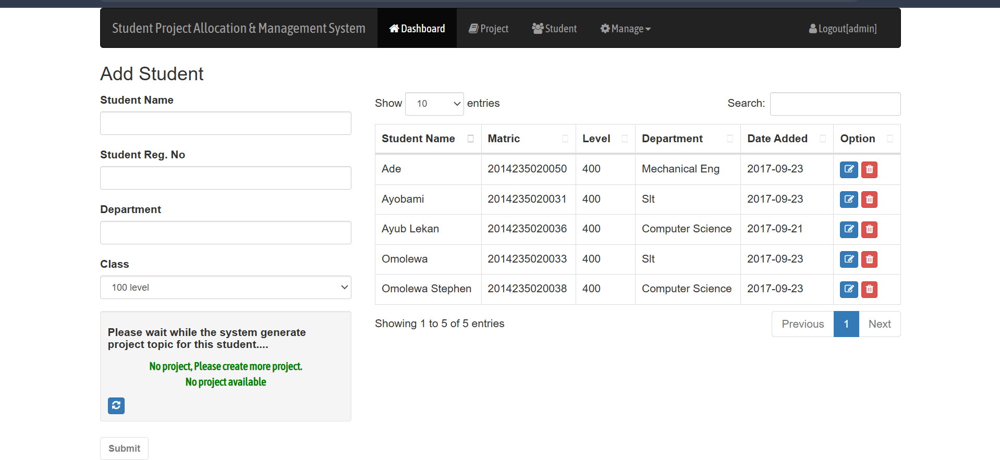 Student Project Allocation & Management System Dashboard Project Student Manage Logout[admin]
Add Student
Student Name
Student Reg. No
Department
Class
100 level
Please wait while the system generate
project topic for this student....
No project, Please create more project.
No project available
Submit
Show 10 entries Search:
Student Name Matric Level Department Date Added Option
Ade 2014235020050 400 Mechanical Eng 2017-09-23
Ayobami 2014235020031 400 Slt 2017-09-23
Ayub Lekan 2014235020036 400 Computer Science 2017-09-21
Omolewa 2014235020033 400 Slt 2017-09-23
Omolewa Stephen 2014235020038 400 Computer Science 2017-09-23
Showing 1 to 5 of 5 entries Previous 1 Next